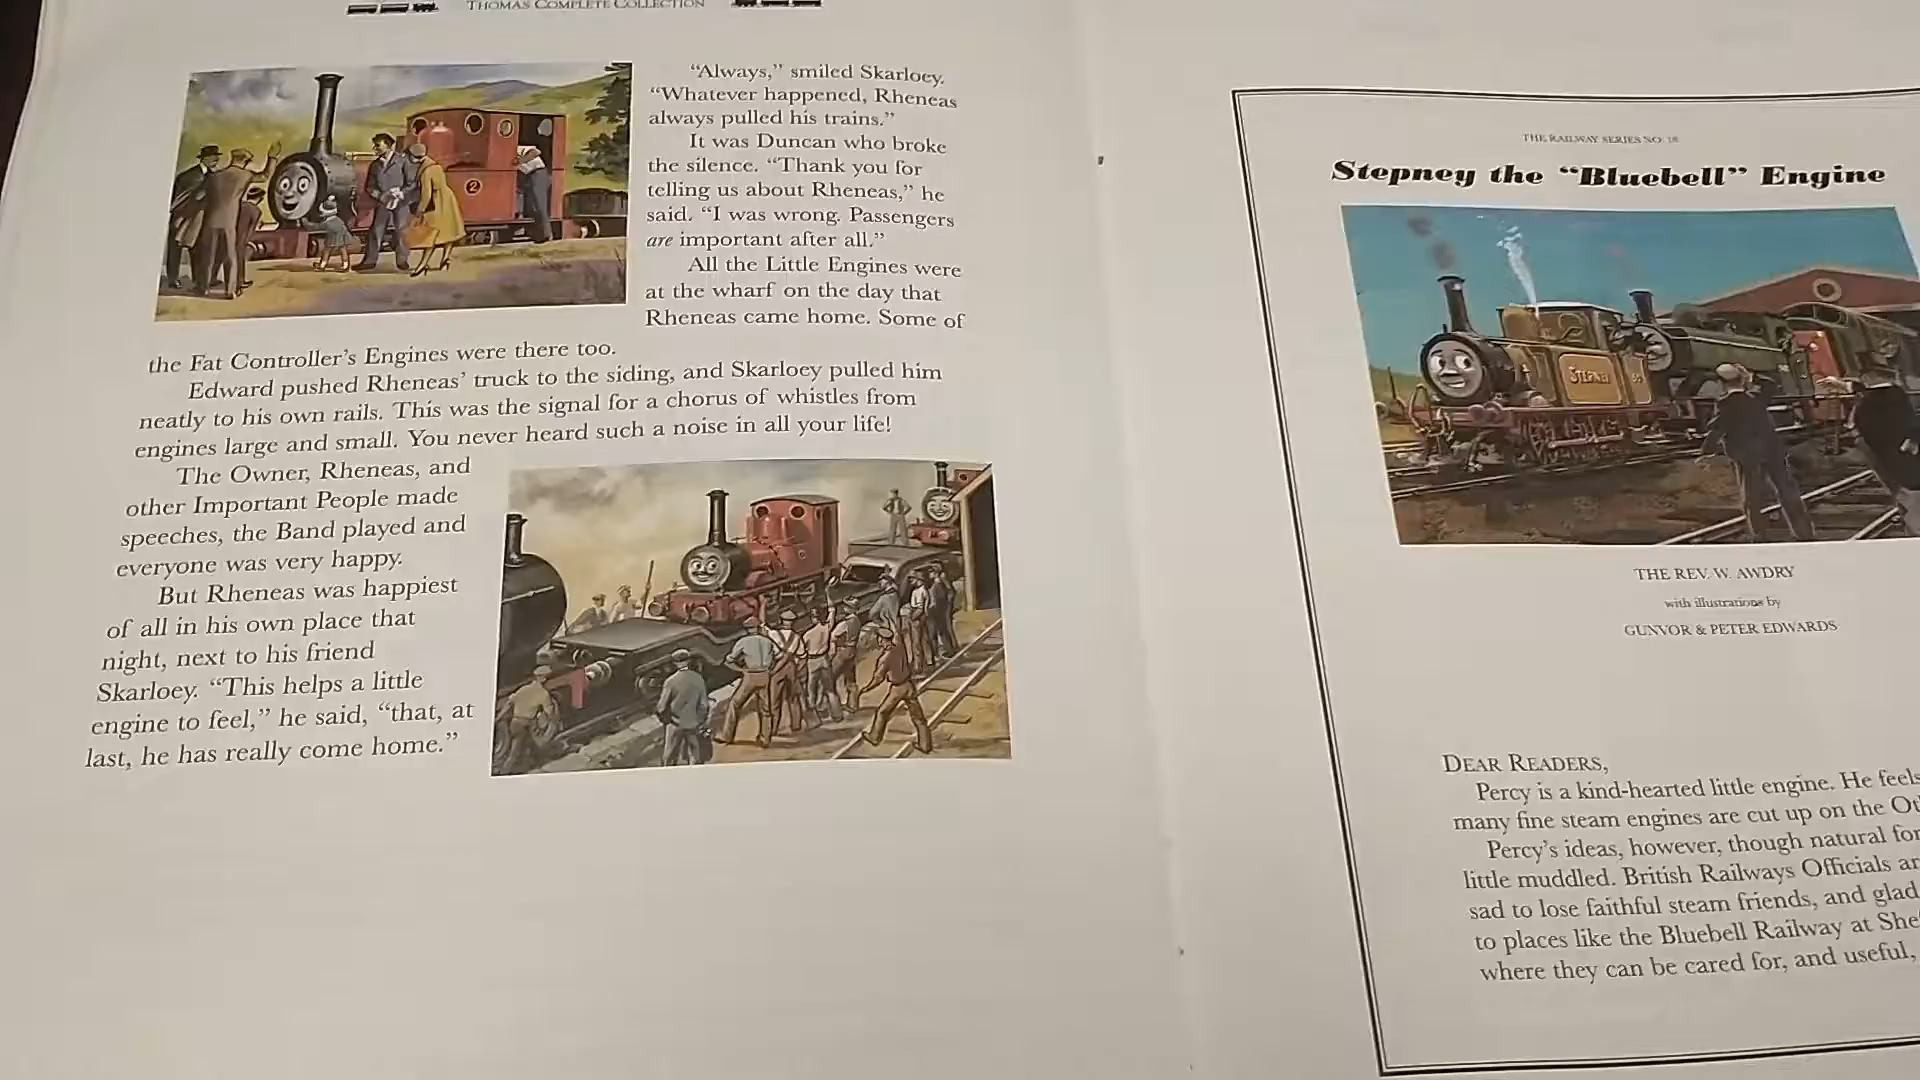 THOMAS COMPLETE COLLECTION
“Always,” smiled Skarloey.
“Whatever happened, Rheneas
always pulled his trains.”
It was Duncan who broke
the silence. “Thank you for
telling us about Rheneas,” he
said. “I was wrong. Passengers
are important after all.”
All the Little Engines were
at the wharf on the day that
Rheneas came home. Some of
the Fat Controller’s Engines were there too.
Edward pushed Rheneas’ truck to the siding, and Skarloey pulled him
neatly to his own rails. This was the signal for a chorus of whistles from
engines large and small. You never heard such a noise in all your life!
The Owner, Rheneas, and
other Important People made
speeches, the Band played and
everyone was very happy.
But Rheneas was happiest
of all in his own place that
night, next to his friend
Skarloey. “This helps a little
engine to feel,” he said, “that, at
last, he has really come home.”
2
THE RAILWAY SERIES NO. 18
Stepney the “Bluebell” Engine
STEPNEY
THE REV. W. AWDRY
with illustrations by
GUNVOR & PETER EDWARDS
DEAR READERS,
Percy is a kind-hearted little engine. He feels
many fine steam engines are cut up on the Ot
Percy’s ideas, however, though natural for
little muddled. British Railways Officials ar
sad to lose faithful steam friends, and glad
to places like the Bluebell Railway at She
where they can be cared for, and useful,